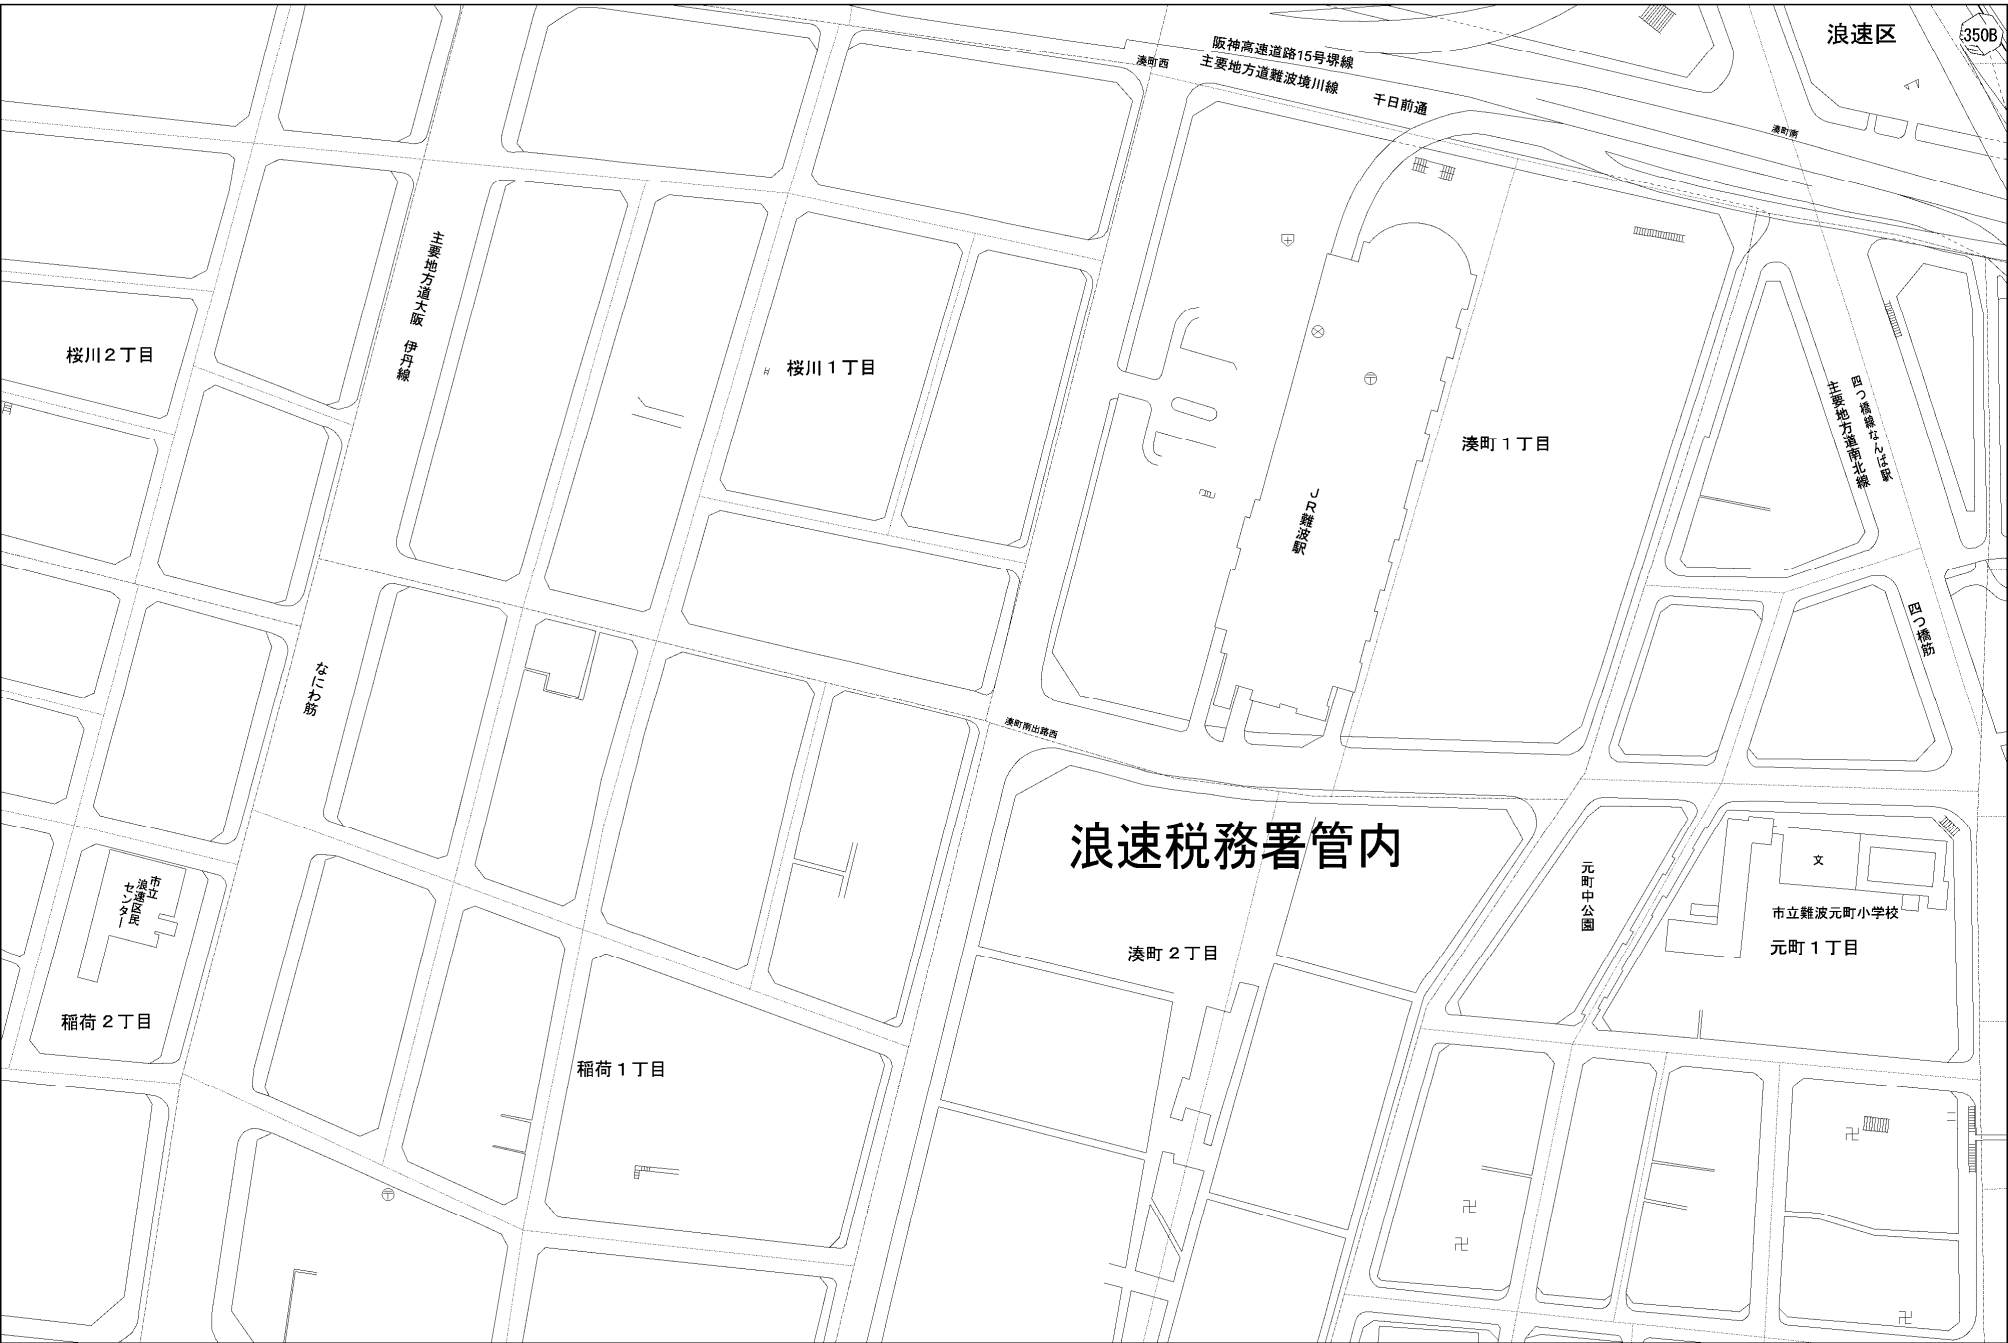 浪速区
350B
阪神高速道路15号堺線
湊町西
主要地方道難波境川線
千日前通
湊町南
主要地方道大阪　伊丹線
桜川２丁目
桜川１丁目
四つ橋線なんば駅
主要地方道南北線
湊町１丁目
ＪＲ難波駅
四つ橋筋
なにわ筋
湊町南出路西
浪速税務署管内
文
元町中公園
市立
浪速区民
センター
市立難波元町小学校
元町１丁目
湊町２丁目
稲荷２丁目
稲荷１丁目